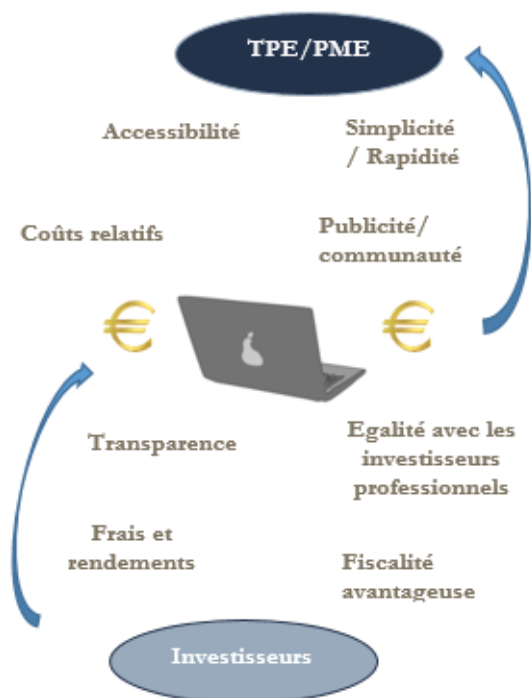 TPE/PME
Accessibilité
Simplicité
/ Rapidité
Coûts relatifs
Publicité/
communauté
€
€
Transparence
Egalité avec les
investisseurs
professionnels
Frais et
rendements
Fiscalité
avantageuse
Investisseurs